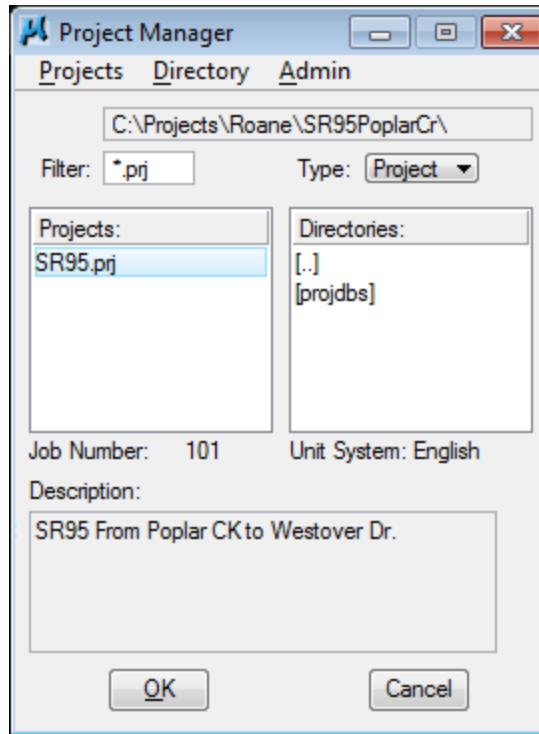 Project Manager
Projects Directory Admin
C:\Projects\Roane\SR95PoplarCr\
Filter: *.prj Type: Project
Projects: Directories:
SR95.prj [..]
[projdbs]
Job Number: 101 Unit System: English
Description:
SR95 From Poplar CK to Westover Dr.
OK Cancel